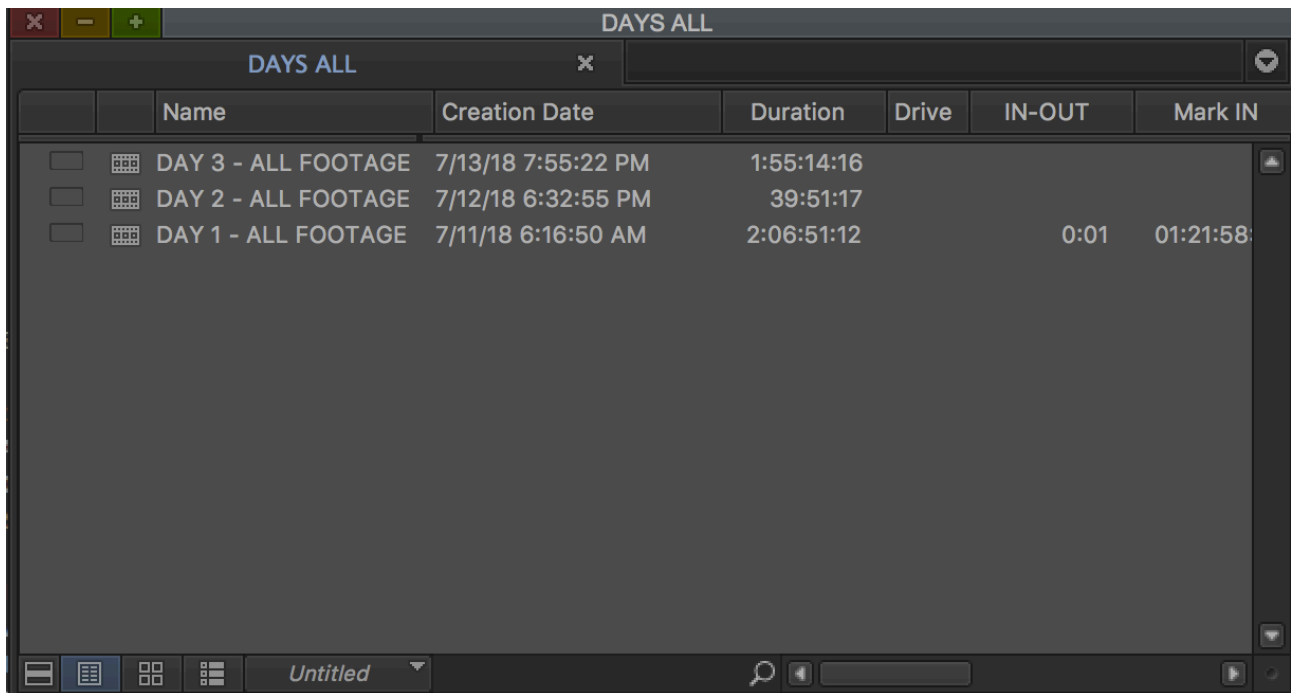 DAYS ALL
DAYS ALL
Name Creation Date Duration Drive IN-OUT Mark IN
DAY 3 - ALL FOOTAGE 7/13/18 7:55:22 PM 1:55:14:16
DAY 2 - ALL FOOTAGE 7/12/18 6:32:55 PM 39:51:17
DAY 1 - ALL FOOTAGE 7/11/18 6:16:50 AM 2:06:51:12 0:01 01:21:58:
Untitled